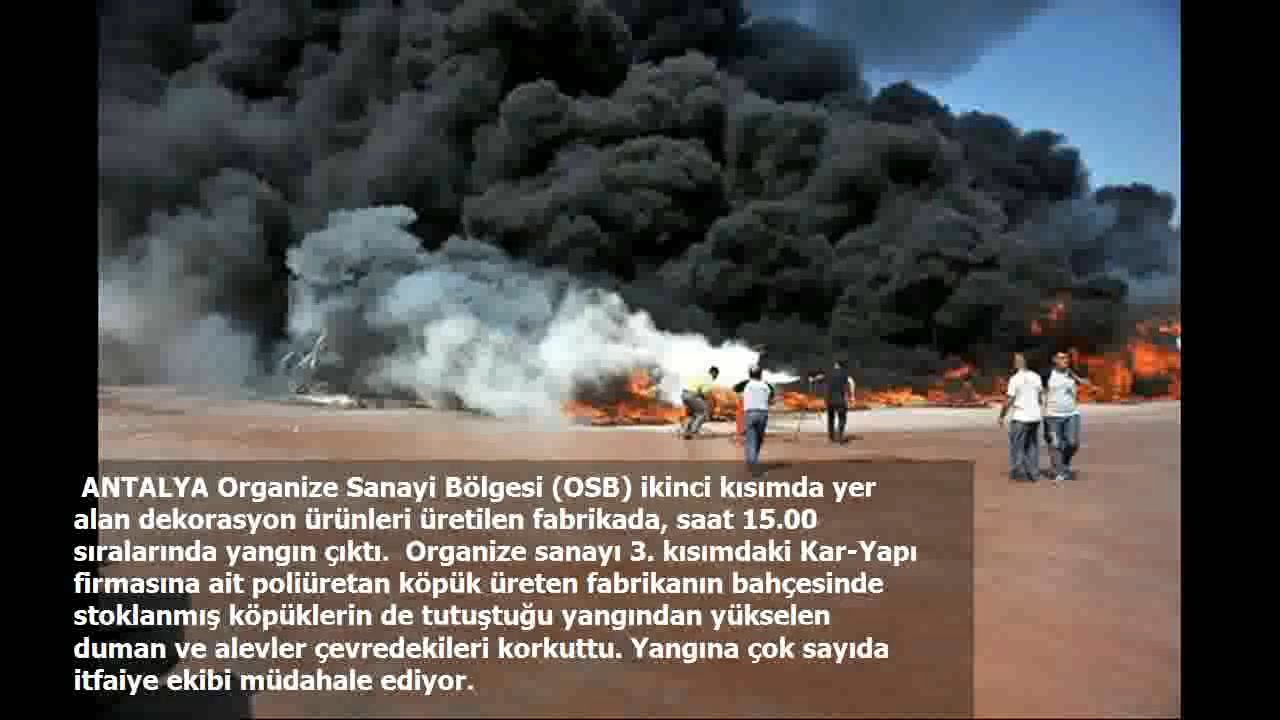 ANTALYA Organize Sanayi Bölgesi (OSB) ikinci kısımda yer
alan dekorasyon ürünleri üretilen fabrikada, saat 15.00
sıralarında yangın çıktı.  Organize sanayı 3. kısımdaki Kar-Yapı
firmasına ait poliüretan köpük üreten fabrikanın bahçesinde
stoklanmış köpüklerin de tutuştuğu yangından yükselen
duman ve alevler çevredekileri korkuttu. Yangına çok sayıda
itfaiye ekibi müdahale ediyor.